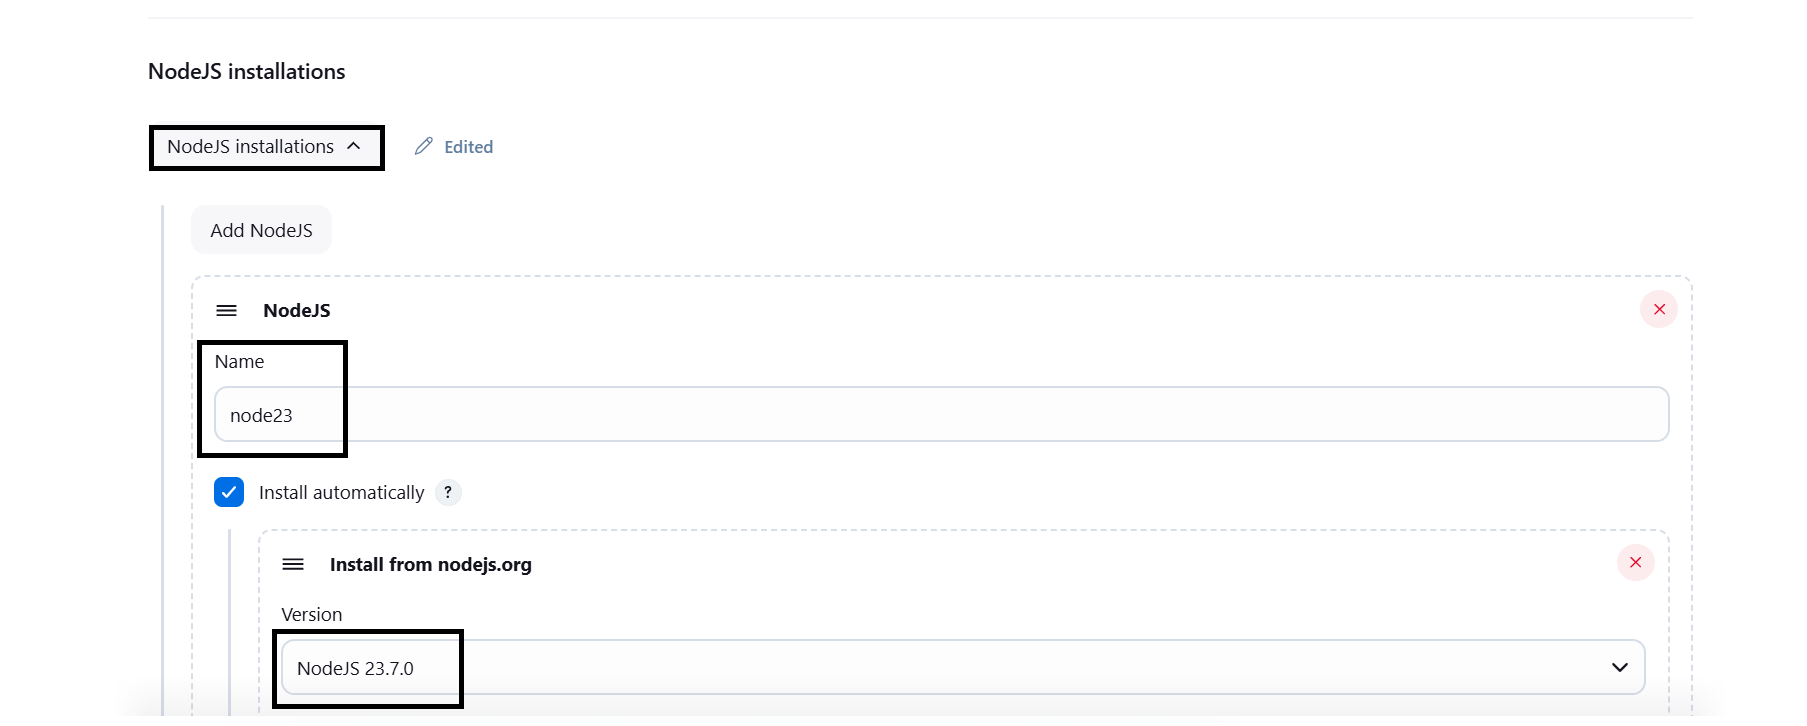 NodeJS installations
NodeJS installations Edited
Add NodeJS
NodeJS
Name
node23
Install automatically ?
Install from nodejs.org
Version
NodeJS 23.7.0